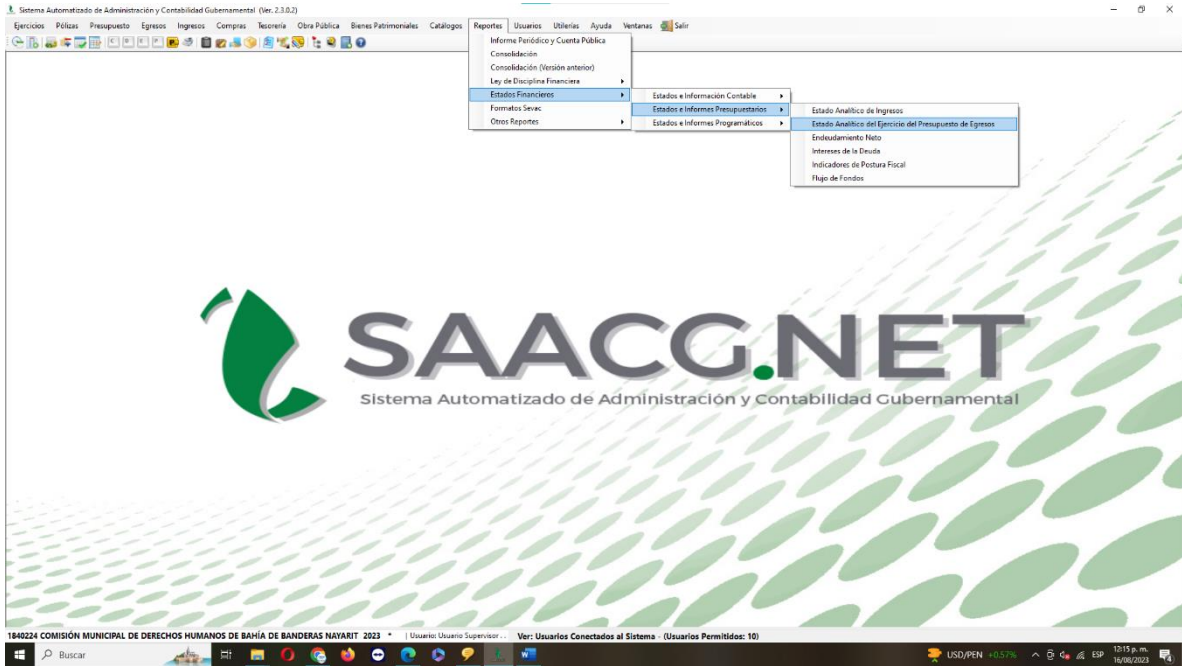 Sistema Automatizado de Administración y Contabilidad Gubernamental (Ver. 2.3.0.2)
Ejercicios Pólizas Presupuesto Egresos Ingresos Compras Tesorería Obra Pública Bienes Patrimoniales Catálogos Reportes Usuarios Utilerías Ayuda Ventanas Salir
Informe Periódico y Cuenta Pública
Consolidación
Consolidación (Versión anterior)
Ley de Disciplina Financiera
Estados Financieros
Formatos Sevac
Otros Reportes
Estados e Información Contable
Estados e Informes Presupuestarios
Estados e Informes Programáticos
Estado Analítico de Ingresos
Estado Analítico del Ejercicio del Presupuesto de Egresos
Endeudamiento Neto
Intereses de la Deuda
Indicadores de Postura Fiscal
Flujo de Fondos
SAACG.NET
Sistema Automatizado de Administración y Contabilidad Gubernamental
1840224 COMISIÓN MUNICIPAL DE DERECHOS HUMANOS DE BAHÍA DE BANDERAS NAYARIT 2023 * | Usuario: Usuario Supervisor . . Ver: Usuarios Conectados al Sistema - (Usuarios Permitidos: 10)
Buscar
USD/PEN +0.57%
ESP
12:15 p. m.
16/08/2023